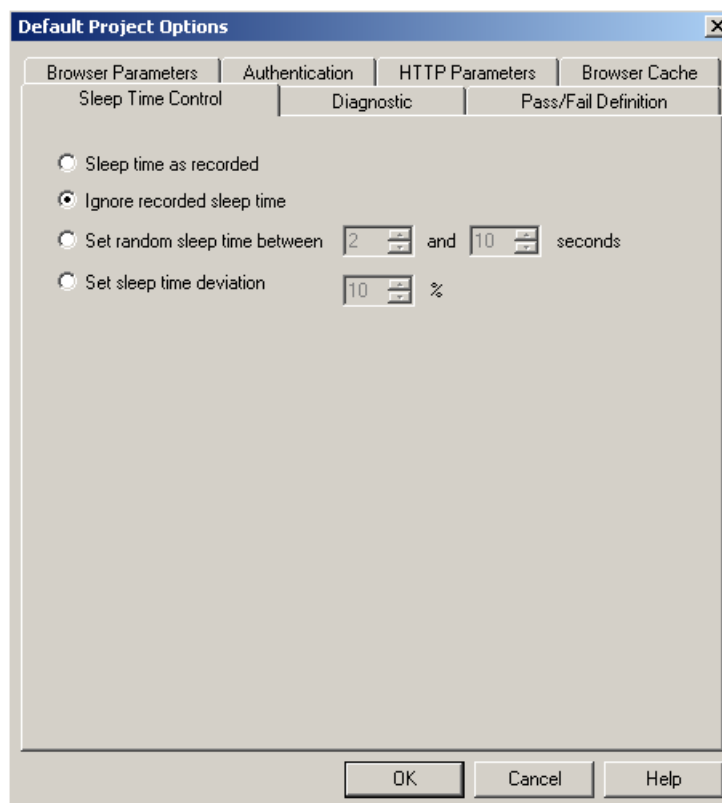 Default Project Options
Browser Parameters Authentication HTTP Parameters Browser Cache
Sleep Time Control Diagnostic Pass/Fail Definition
Sleep time as recorded
Ignore recorded sleep time
Set random sleep time between 2 and 10 seconds
Set sleep time deviation 10 %
OK Cancel Help